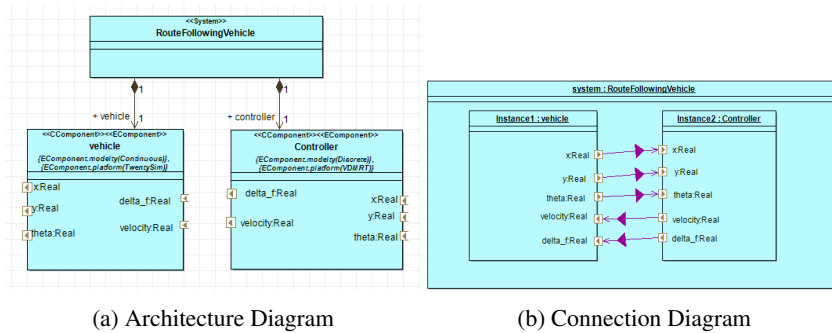 <<System>>
RouteFollowingVehicle
1
1
+ vehicle
1
+ controller
1
<<CComponent>><<EComponent>>
vehicle
{EComponent.modelty(Continuous)},
{EComponent.platform(TwentySim)}
x:Real
y:Real
theta:Real
delta_f:Real
velocity:Real
<<CComponent>><<EComponent>>
Controller
{EComponent.modelty(Discrete)},
{EComponent.platform(VDMRT)}
delta_f:Real
velocity:Real
x:Real
y:Real
theta:Real
(a) Architecture Diagram
system : RouteFollowingVehicle
Instance1 : vehicle
x:Real
y:Real
theta:Real
velocity:Real
delta_f:Real
Instance2 : Controller
x:Real
y:Real
theta:Real
velocity:Real
delta_f:Real
(b) Connection Diagram